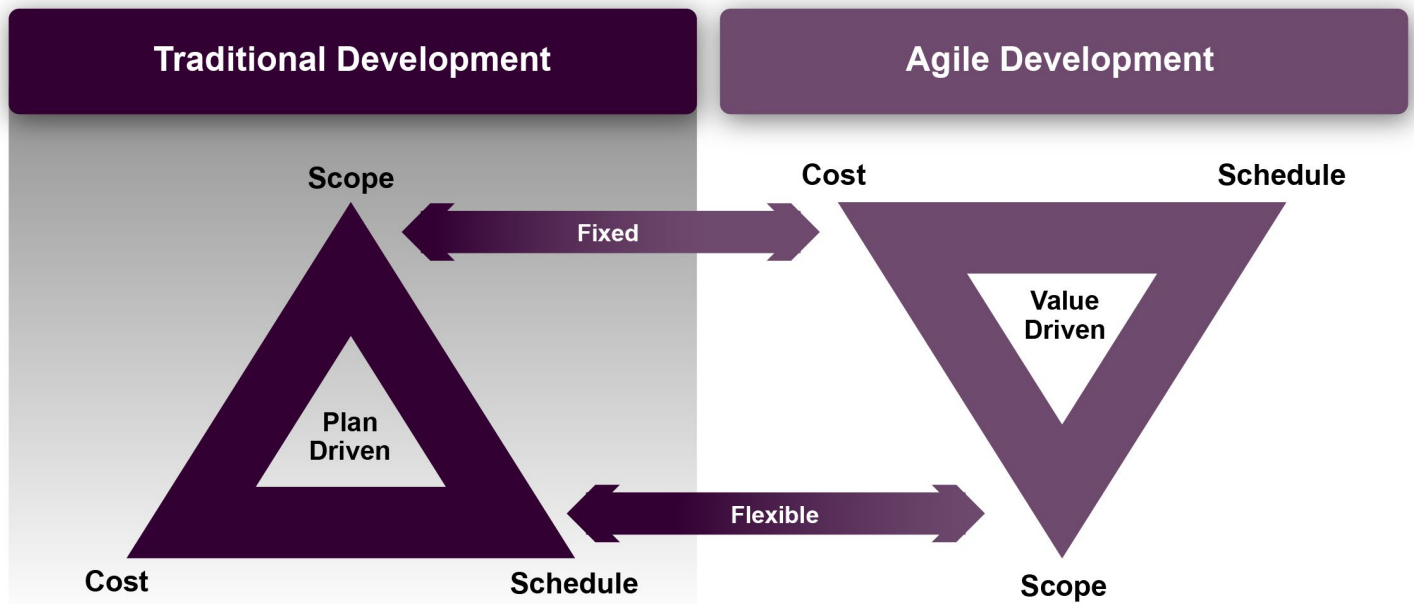 Traditional Development
Agile Development
Scope
Cost
Schedule
Fixed
Value
Driven
Plan
Driven
Flexible
Cost
Schedule
Scope